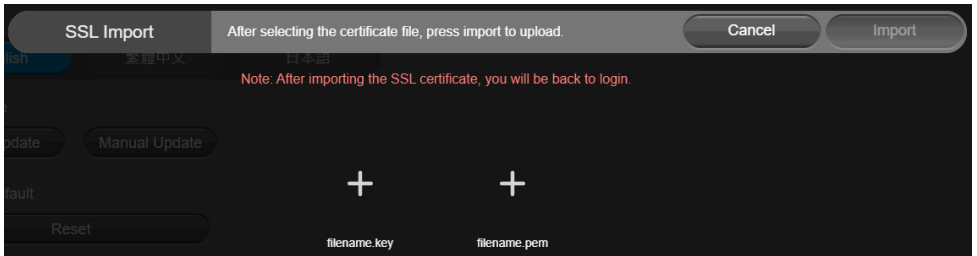 SSL Import
After selecting the certificate file, press import to upload.
Cancel
Import
lish
繁體中文
日本語
Note: After importing the SSL certificate, you will be back to login.
pdate
Manual Update
fault
Reset
filename.key
filename.pem